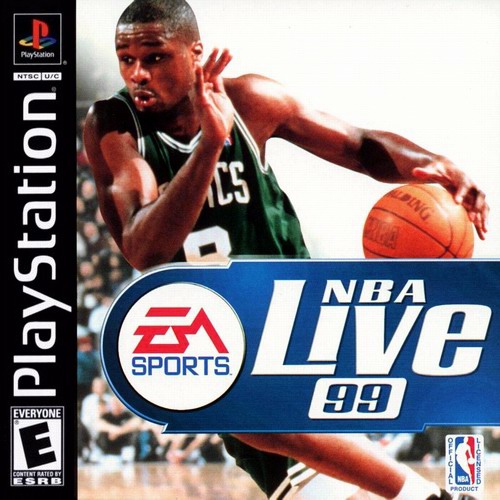 PlayStation
NTSC U/C
PlayStation
EVERYONE
E
CONTENT RATED BY
ESRB
EA
SPORTS
NBA
Live
99
OFFICIAL
LICENSED
NBA
PRODUCT